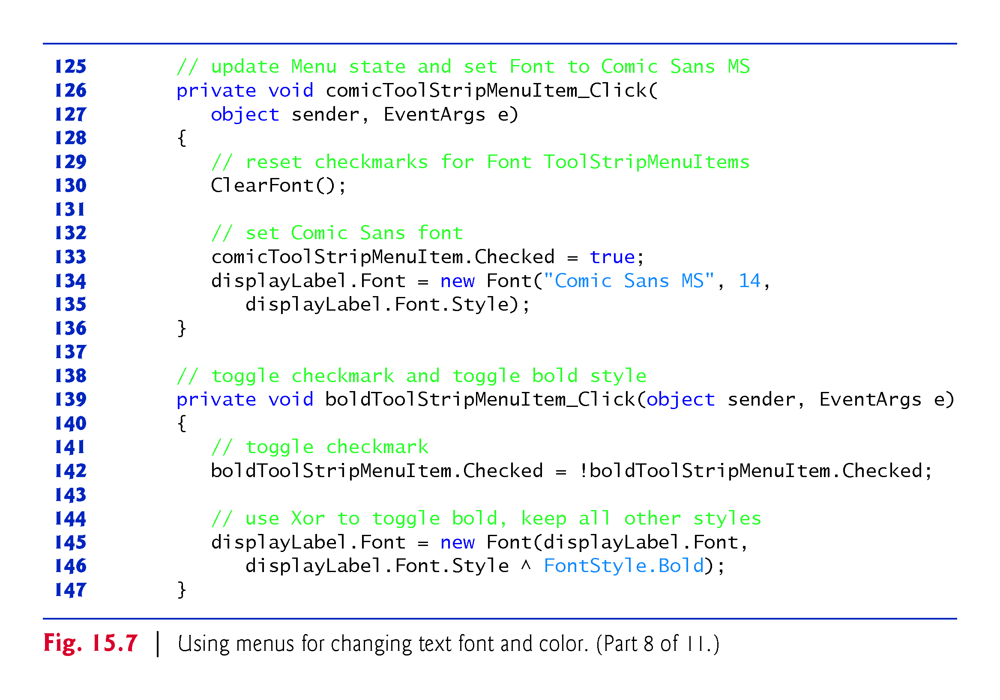 125 // update Menu state and set Font to Comic Sans MS
126 private void comicToolStripMenuItem_Click(
127    object sender, EventArgs e)
128 {
129    // reset checkmarks for Font ToolStripMenuItems
130    ClearFont();
131
132    // set Comic Sans font
133    comicToolStripMenuItem.Checked = true;
134    displayLabel.Font = new Font("Comic Sans MS", 14,
135       displayLabel.Font.Style);
136 }
137
138 // toggle checkmark and toggle bold style
139 private void boldToolStripMenuItem_Click(object sender, EventArgs e)
140 {
141    // toggle checkmark
142    boldToolStripMenuItem.Checked = !boldToolStripMenuItem.Checked;
143
144    // use Xor to toggle bold, keep all other styles
145    displayLabel.Font = new Font(displayLabel.Font,
146       displayLabel.Font.Style ^ FontStyle.Bold);
147 }
Fig. 15.7 | Using menus for changing text font and color. (Part 8 of 11.)